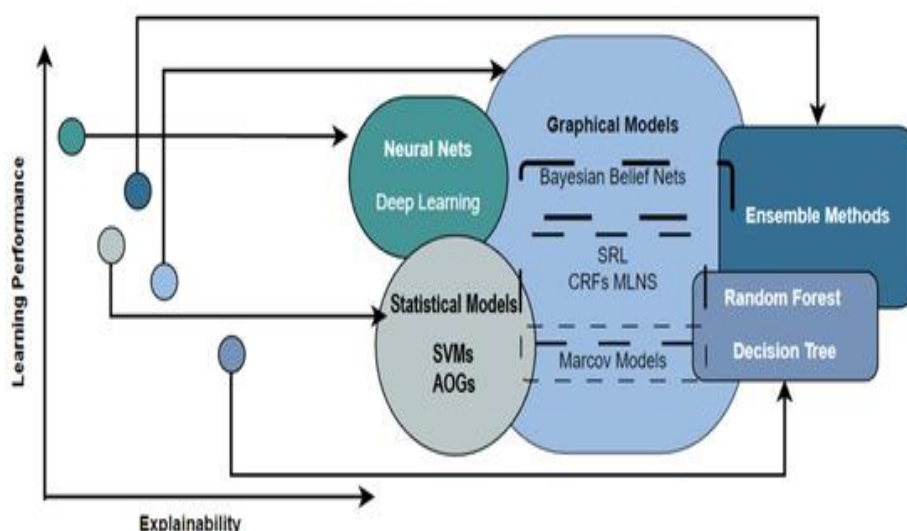 Learning Performance
Neural Nets
Deep Learning
Graphical Models
Bayesian Belief Nets
SRL
CRFs MLNS
Marcov Models
Statistical Models
SVMs
AOGs
Ensemble Methods
Random Forest
Decision Tree
Explainability